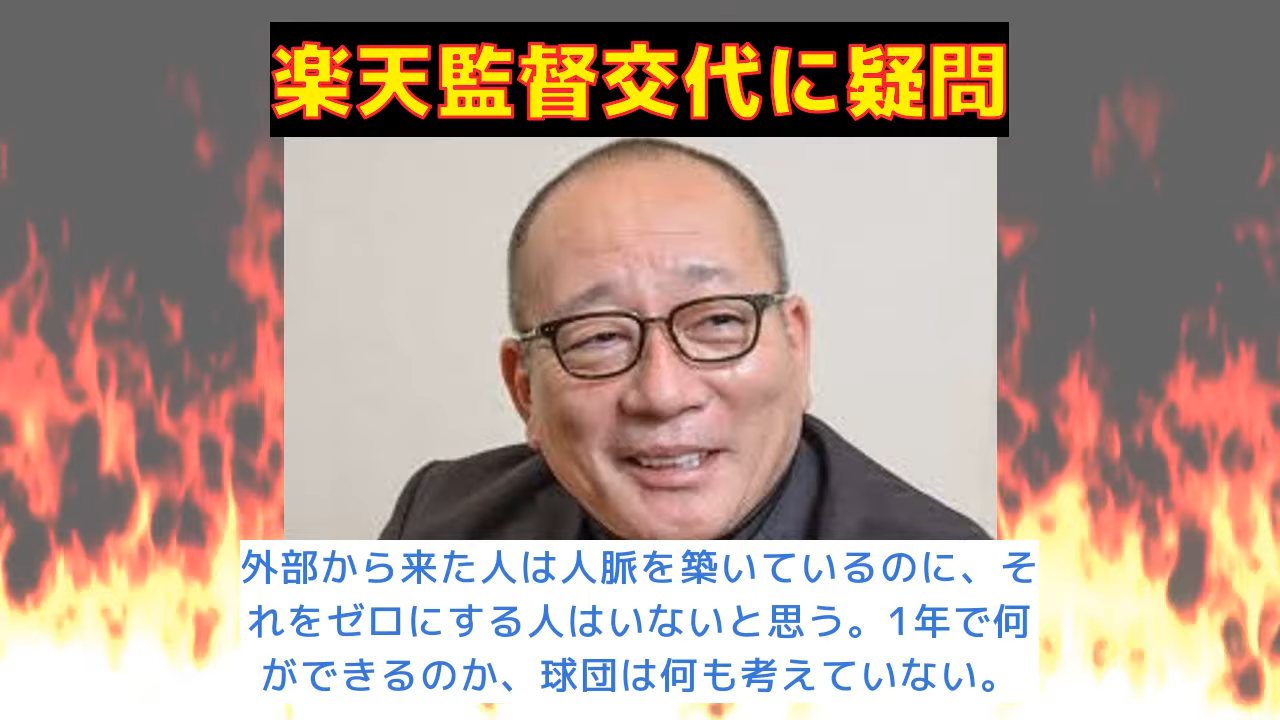 楽天監督交代に疑問
外部から来た人は人脈を築いているのに、そ
れをゼロにする人はいないと思う。1年で何
ができるのか、球団は何も考えていない。